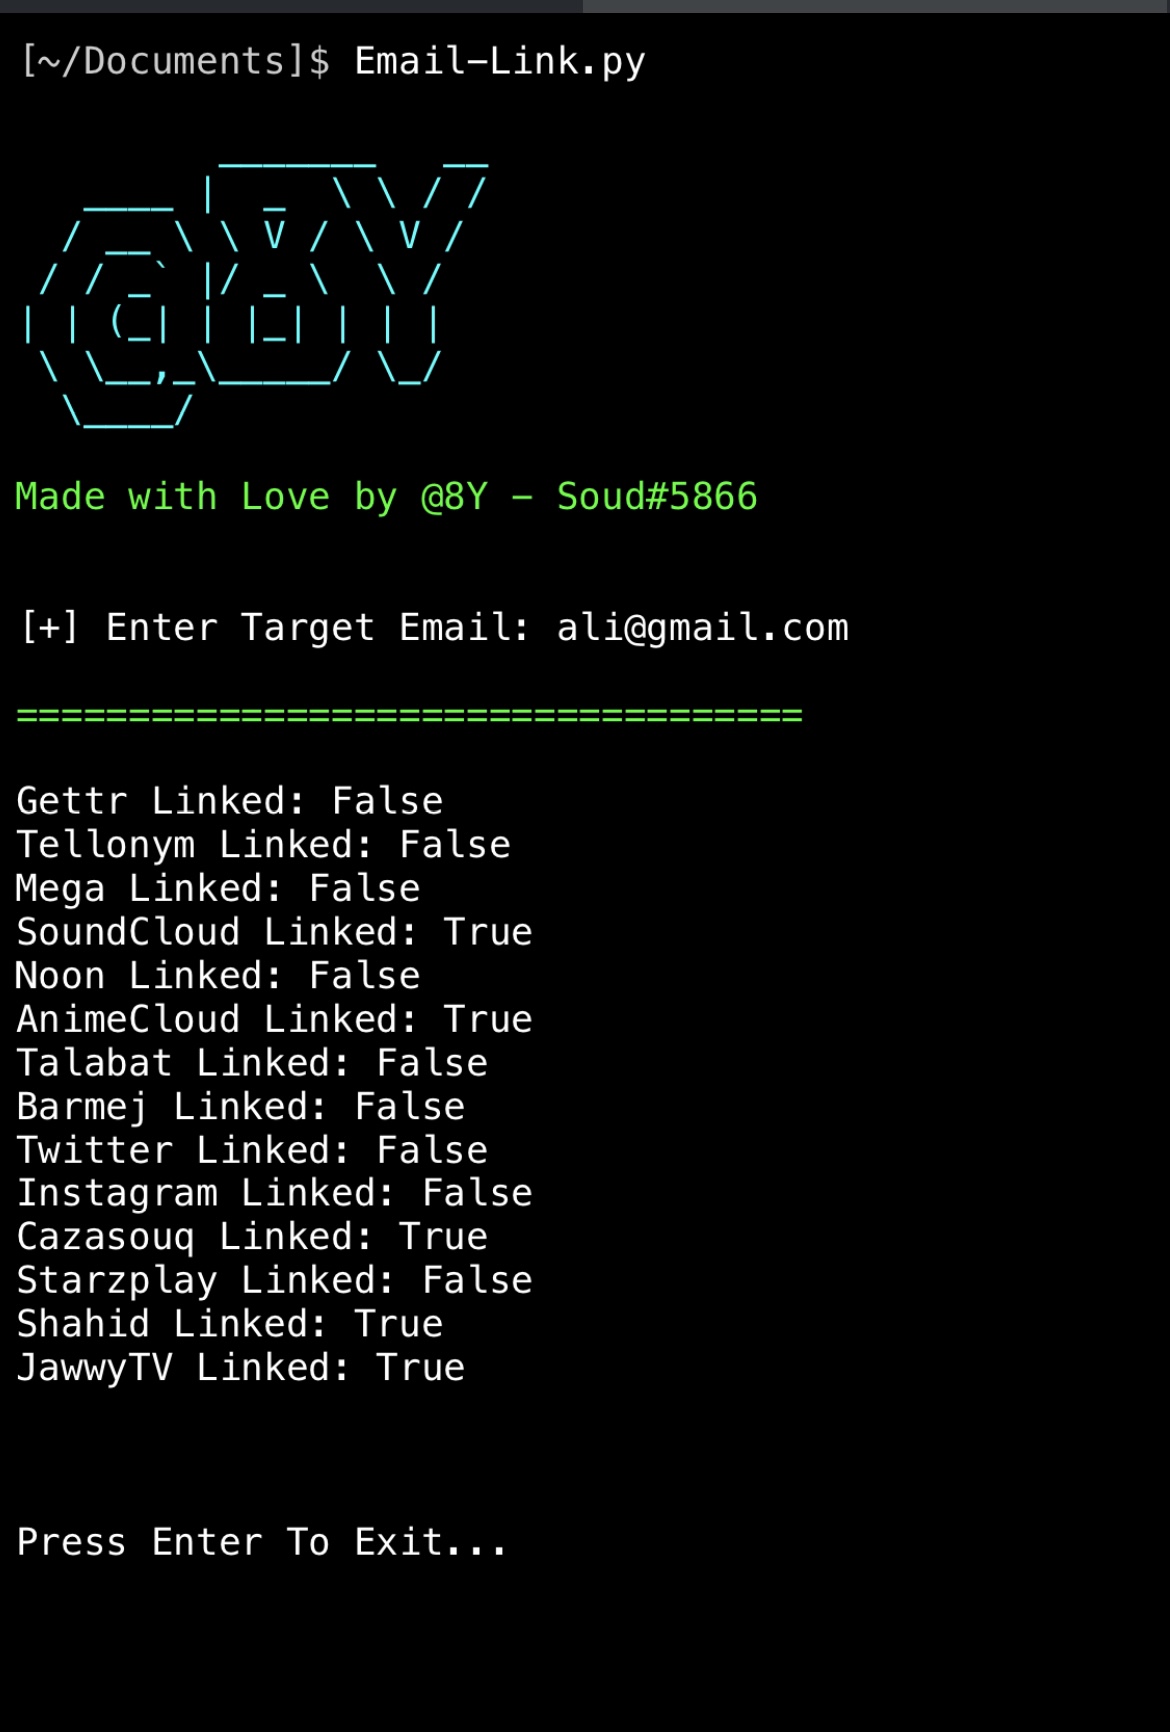 [~/Documents]$ Email-Link.py
@8Y
Made with Love by @8Y - Soud#5866
[+] Enter Target Email: ali@gmail.com
===================================
Gettr Linked: False
Tellonym Linked: False
Mega Linked: False
SoundCloud Linked: True
Noon Linked: False
AnimeCloud Linked: True
Talabat Linked: False
Barmej Linked: False
Twitter Linked: False
Instagram Linked: False
Cazasouq Linked: True
Starzplay Linked: False
Shahid Linked: True
JawwyTV Linked: True
Press Enter To Exit...